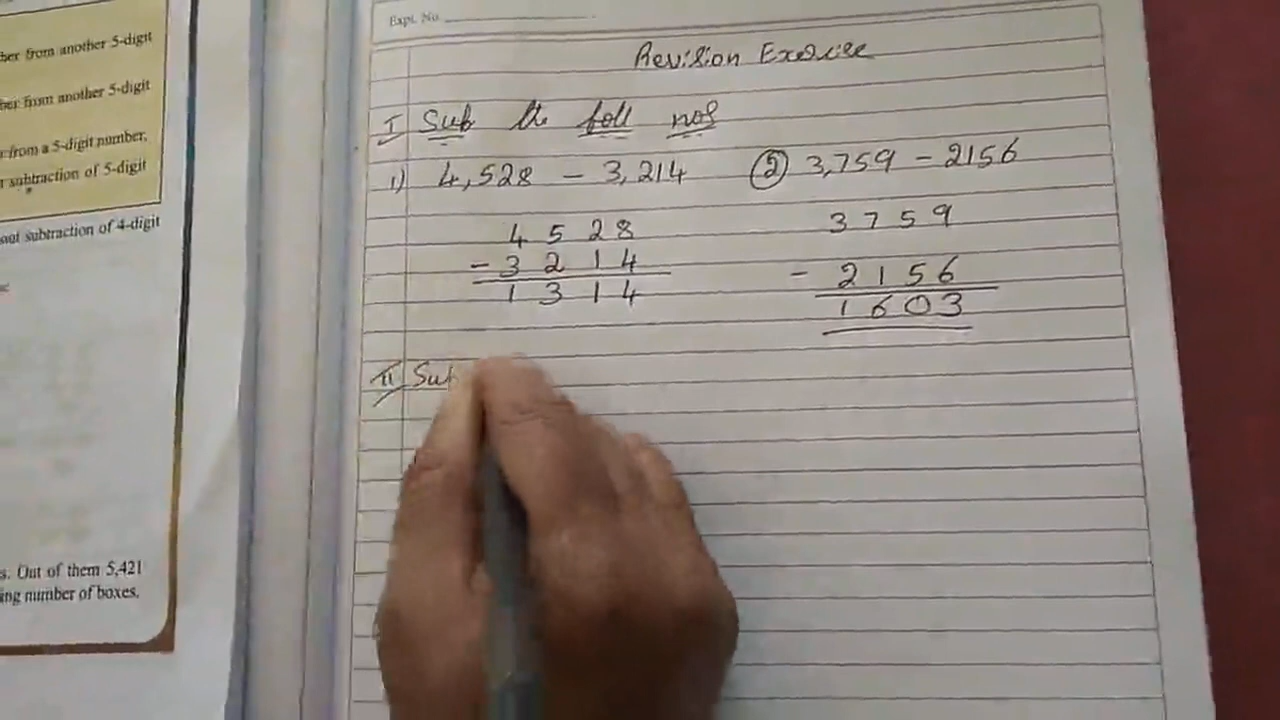 ber from another 5-digit
ber from another 5-digit
from a 5-digit number,
subtraction of 5-digit
subtraction of 4-digit
s. Out of them 5,421
ing number of boxes.
Expt. No
Revision Exercise
I Sub the foll nos
1) 4,528 - 3,214 ② 3,759 - 2156
4 5 2 8
- 3 2 1 4
1 3 1 4
3 7 5 9
- 2 1 5 6
1 6 0 3
II Sub